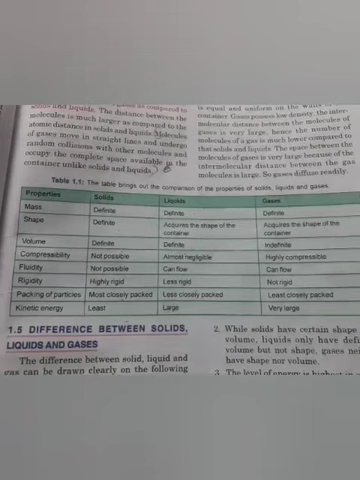 solids and liquids. The distance between the
molecules is much larger as compared to the
atomic distance in solids and liquids. Molecules
of gases move in straight lines and undergo
random collisions with other molecules and
occupy the complete space available in the
container unlike solids and liquids.
is equal and uniform on the walls of
container. Gases possess low density, the inter-
molecular distance between the molecules of
gases is very large, hence the number of
molecules of a gas is much lower compared to
that solids and liquids. The space between the
molecules of gases is very large because of the
intermolecular distance between the gas
molecules is large. So gases diffuse readily.
Table 1.1: The table brings out the comparison of the properties of solids, liquids and gases.
Properties Solids Liquids Gases
Mass Definite Definite Definite
Shape Definite Acquires the shape of the container Acquires the shape of the container
Volume Definite Definite Indefinite
Compressibility Not possible Almost negligible Highly compressible
Fluidity Not possible Can flow Can flow
Rigidity Highly rigid Less rigid Not rigid
Packing of particles Most closely packed Less closely packed Least closely packed
Kinetic energy Least Large Very large
1.5 DIFFERENCE BETWEEN SOLIDS,
LIQUIDS AND GASES
The difference between solid, liquid and
gas can be drawn clearly on the following
2. While solids have certain shape
volume, liquids only have defi
volume but not shape, gases nei
have shape nor volume.
3. The level of energy is highest in